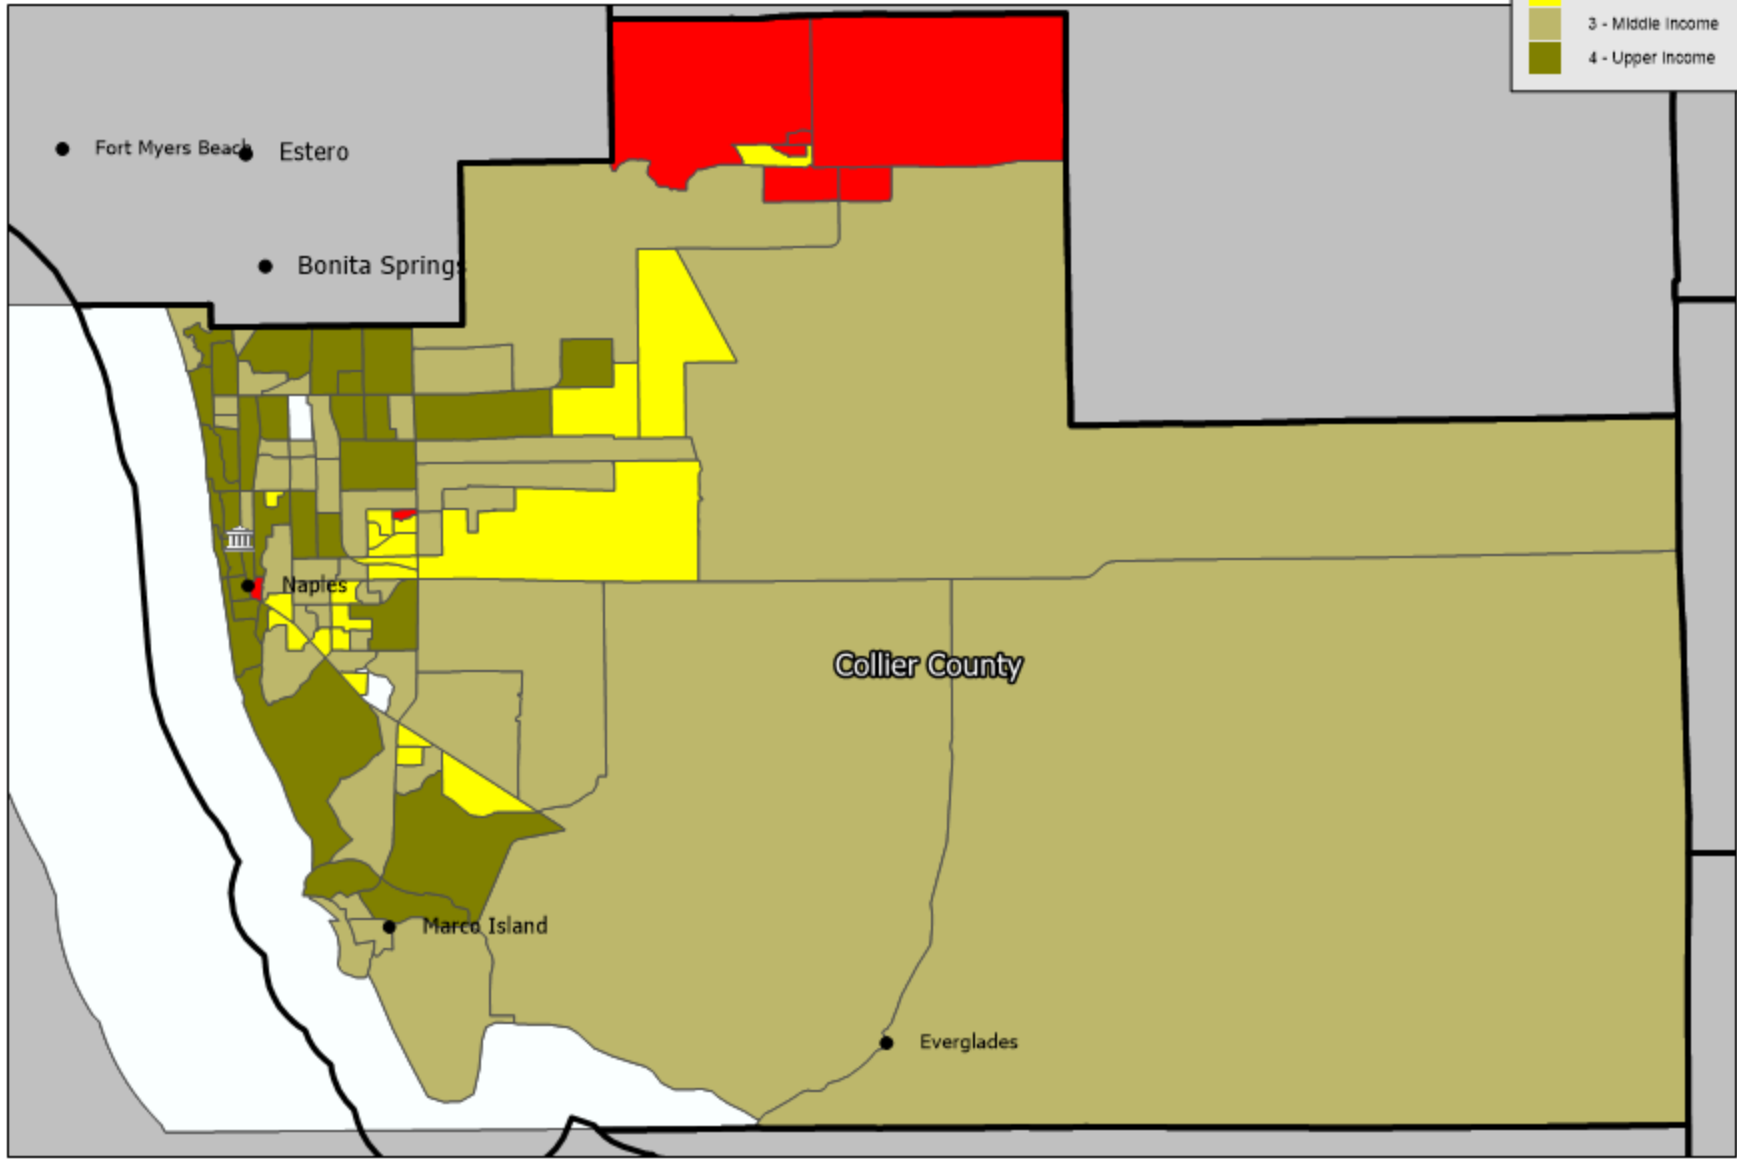 3 - Middle Income
4 - Upper Income
Fort Myers Beach
Estero
Bonita Springs
Naples
Collier County
Marco Island
Everglades